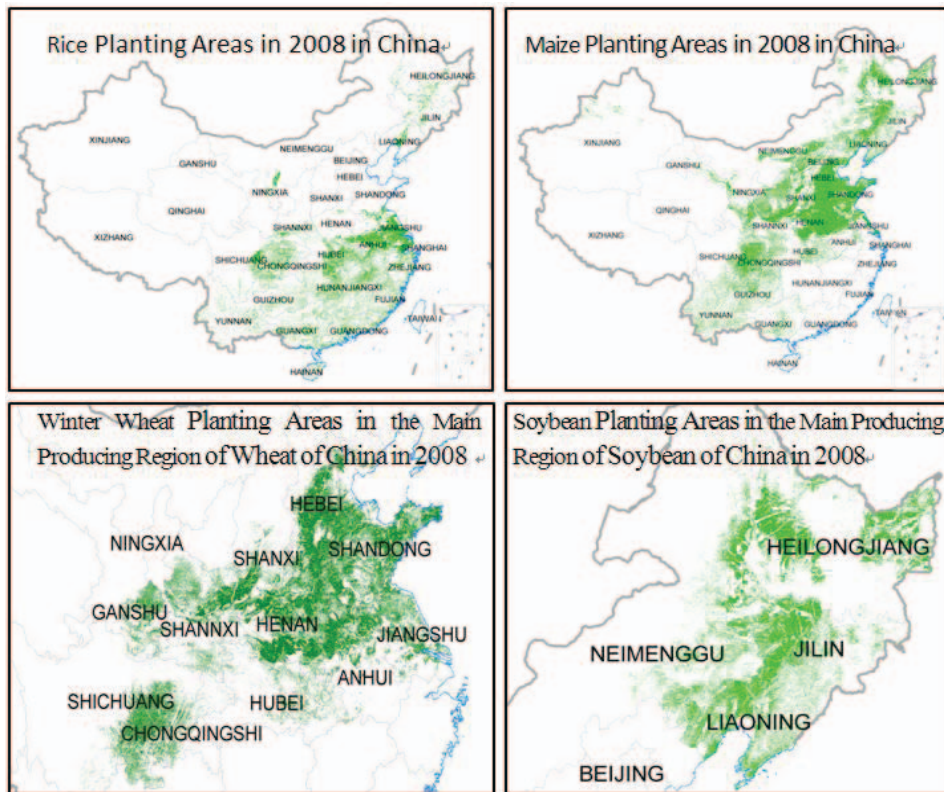 Rice Planting Areas in 2008 in China
HEILONGJIANG
JILIN
LIAONING
XINJIANG
NEIMENGGU
GANSHU
BEIJING
HEBEI
NINGXIA
SHANXI
SHANDONG
QINGHAI
SHANNXI
HENAN
JIANGSHU
XIZHANG
ANHUI
SHANGHAI
SHICHUANG
HUBEI
CHONGQINGSHI
ZHEJIANG
HUNANJIANGXI
GUIZHOU
FUJIAN
YUNNAN
TAIWAN
GUANGXI
GUANGDONG
HAINAN
Maize Planting Areas in 2008 in China
HEILONGJIANG
JILIN
XINJIANG
LIAONING
NEIMENGGU
GANSHU
BEIJING
HEBEI
NINGXIA
SHANXI
SHANDONG
QINGHAI
SHANNXI
HENAN
JIANGSHU
XIZHANG
ANHUI
SHANGHAI
SHICHUANG
HUBEI
CHONGQINGSHI
ZHEJIANG
HUNANJIANGXI
GUIZHOU
FUJIAN
YUNNAN
TAIWAN
GUANGXI
GUANGDONG
HAINAN
Winter Wheat Planting Areas in the Main
Producing Region of Wheat of China in 2008
HEBEI
NINGXIA
SHANXI
SHANDONG
GANSHU
SHANNXI
HENAN
JIANGSHU
ANHUI
SHICHUANG
HUBEI
CHONGQINGSHI
Soybean Planting Areas in the Main Producing
Region of Soybean of China in 2008
HEILONGJIANG
NEIMENGGU
JILIN
LIAONING
BEIJING